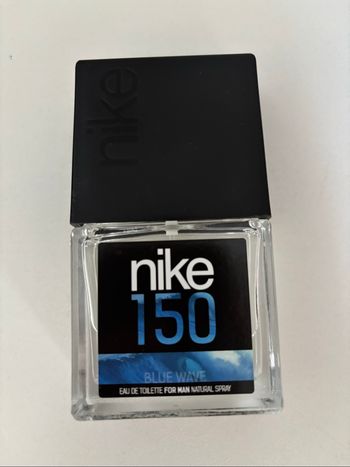 nike
nike
150
BLUE WAVE
EAU DE TOILETTE FOR MAN NATURAL SPRAY